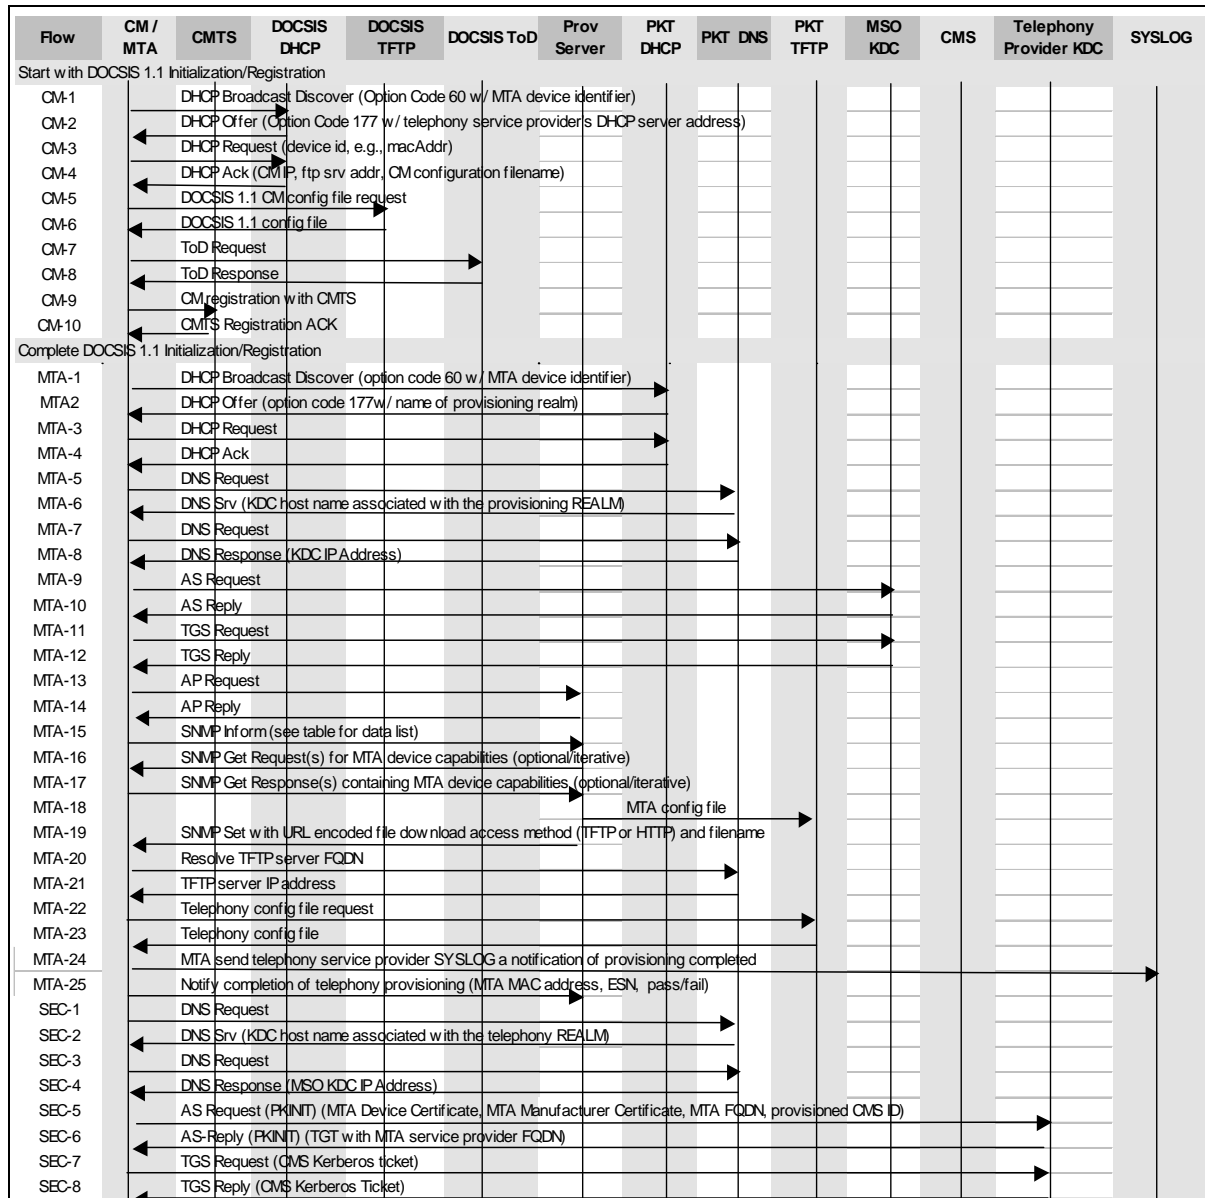 Flow CM / MTA CMTS DOCSIS DHCP DOCSIS TFTP DOCSIS ToD Prov Server PKT DHCP PKT DNS PKT TFTP MSO KDC CMS Telephony Provider KDC SYSLOG
Start with DOCSIS 1.1 Initialization/Registration
CM-1 DHCP Broadcast Discover (Option Code 60 w/ MTA device identifier)
CM-2 DHCP Offer (Option Code 177 w/ telephony service provider's DHCP server address)
CM-3 DHCP Request (device id, e.g., macAddr)
CM-4 DHCP Ack (CM IP, ftp srv addr, CM configuration filename)
CM-5 DOCSIS 1.1 CM config file request
CM-6 DOCSIS 1.1 config file
CM-7 ToD Request
CM-8 ToD Response
CM-9 CM registration with CMTS
CM-10 CMTS Registration ACK
Complete DOCSIS 1.1 Initialization/Registration
MTA-1 DHCP Broadcast Discover (option code 60 w/ MTA device identifier)
MTA2 DHCP Offer (option code 177w/ name of provisioning realm)
MTA-3 DHCP Request
MTA-4 DHCP Ack
MTA-5 DNS Request
MTA-6 DNS Srv (KDC host name associated with the provisioning REALM)
MTA-7 DNS Request
MTA-8 DNS Response (KDC IP Address)
MTA-9 AS Request
MTA-10 AS Reply
MTA-11 TGS Request
MTA-12 TGS Reply
MTA-13 AP Request
MTA-14 AP Reply
MTA-15 SNMP Inform (see table for data list)
MTA-16 SNMP Get Request(s) for MTA device capabilities (optional/iterative)
MTA-17 SNMP Get Response(s) containing MTA device capabilities (optional/iterative)
MTA-18 MTA config file
MTA-19 SNMP Set with URL encoded file download access method (TFTP or HTTP) and filename
MTA-20 Resolve TFTP server FQDN
MTA-21 TFTP server IP address
MTA-22 Telephony config file request
MTA-23 Telephony config file
MTA-24 MTA send telephony service provider SYSLOG a notification of provisioning completed
MTA-25 Notify completion of telephony provisioning (MTA MAC address, ESN, pass/fail)
SEC-1 DNS Request
SEC-2 DNS Srv (KDC host name associated with the telephony REALM)
SEC-3 DNS Request
SEC-4 DNS Response (MSO KDC IP Address)
SEC-5 AS Request (PKINIT) (MTA Device Certificate, MTA Manufacturer Certificate, MTA FQDN, provisioned CMS ID)
SEC-6 AS-Reply (PKINIT) (TGT with MTA service provider FQDN)
SEC-7 TGS Request (CMS Kerberos ticket)
SEC-8 TGS Reply (CMS Kerberos Ticket)